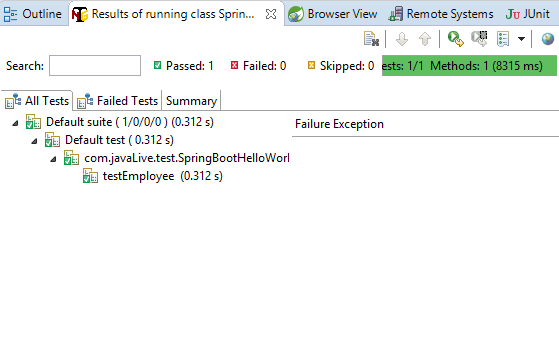 Outline Results of running class Sprin... Browser View Remote Systems JUnit
Search: Passed: 1 Failed: 0 Skipped: 0 ests: 1/1 Methods: 1 (8315 ms)
All Tests Failed Tests Summary
Default suite ( 1/0/0/0 ) (0.312 s)
Failure Exception
Default test ( 0.312 s)
com.javaLive.test.SpringBootHelloWorl
testEmployee (0.312 s)